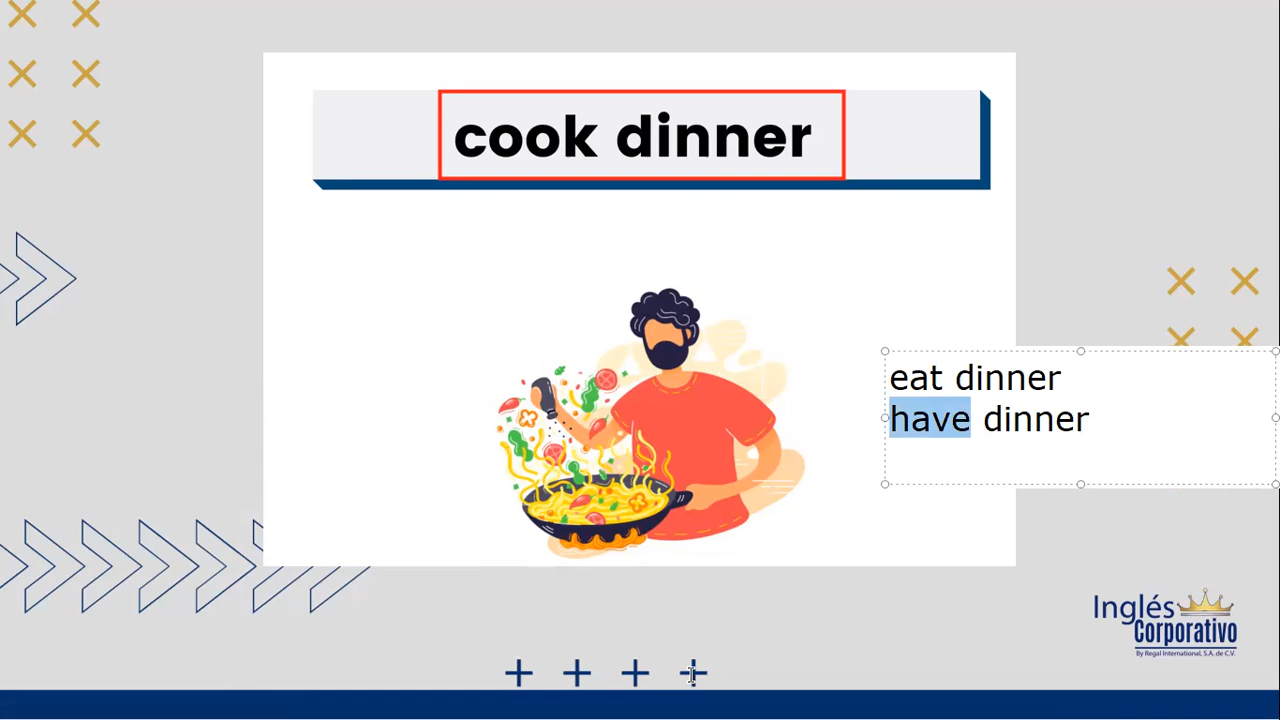 cook dinner
eat dinner
have dinner
Inglés
Corporativo
By Regal International, S.A. de C.V.